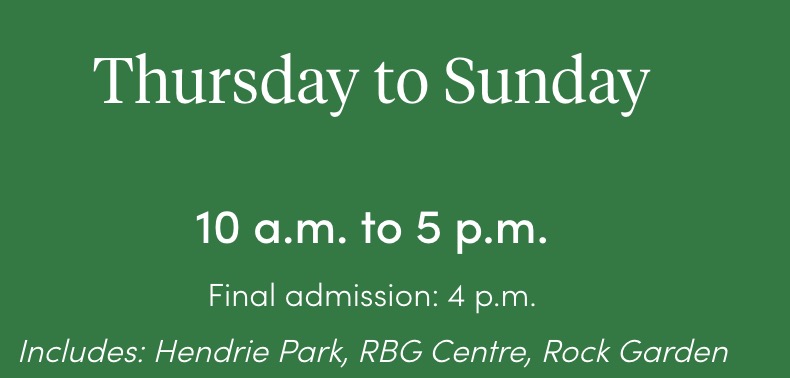 Thursday to Sunday
10 a.m. to 5 p.m.
Final admission: 4 p.m.
Includes: Hendrie Park, RBG Centre, Rock Garden